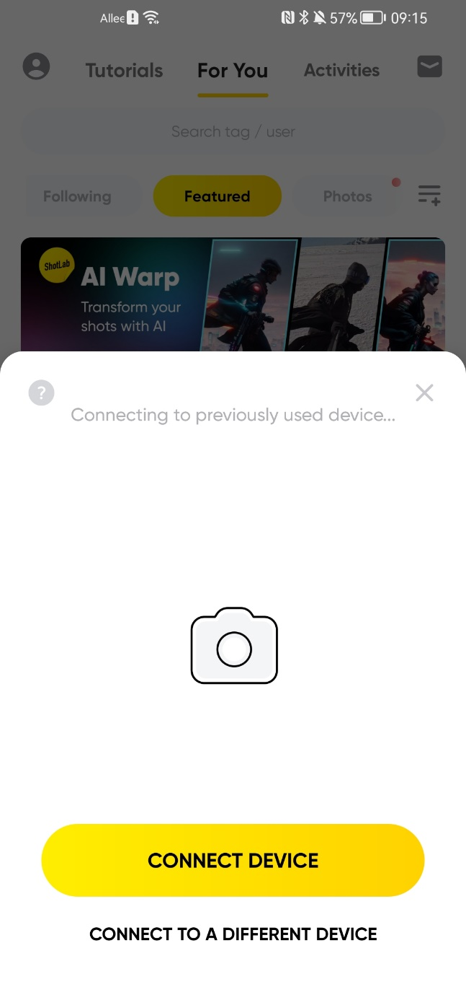 57% 09:15
Tutorials For You Activities
Search tag / user
Following Featured Photos
ShotLab
AI Warp
Transform your
shots with AI
?
Connecting to previously used device...
CONNECT DEVICE
CONNECT TO A DIFFERENT DEVICE